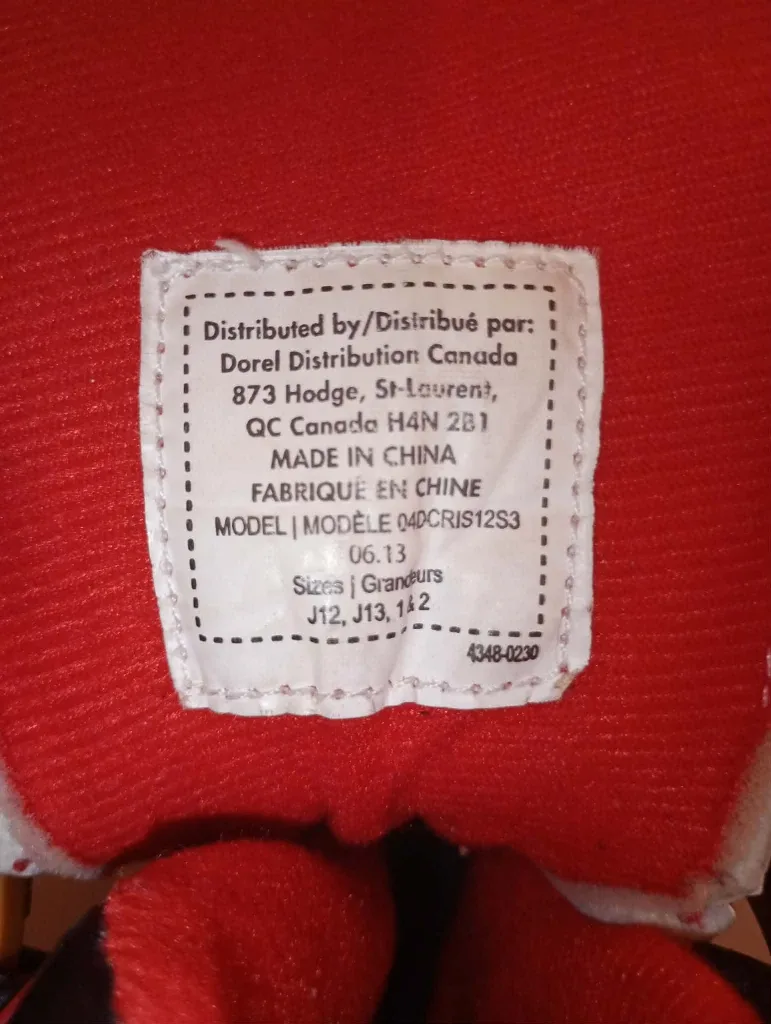 Distributed by/Distribué par:
Dorel Distribution Canada
873 Hodge, St-Laurent,
QC Canada H4N 2B1
MADE IN CHINA
FABRIQUÉ EN CHINE
MODEL | MODÈLE 04DCRIS12S3
06.13
Sizes | Grandeurs
J12, J13, 1 & 2
4348-0230